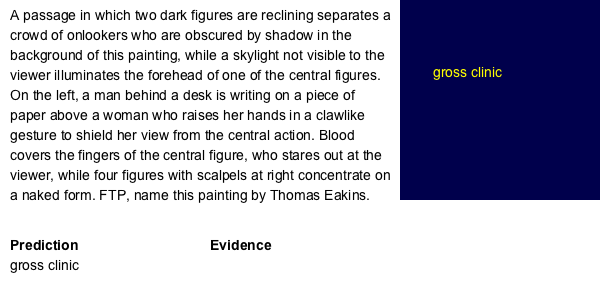 A passage in which two dark figures are reclining separates a
crowd of onlookers who are obscured by shadow in the
background of this painting, while a skylight not visible to the
viewer illuminates the forehead of one of the central figures.
On the left, a man behind a desk is writing on a piece of
paper above a woman who raises her hands in a clawlike
gesture to shield her view from the central action. Blood
covers the fingers of the central figure, who stares out at the
viewer, while four figures with scalpels at right concentrate on
a naked form. FTP, name this painting by Thomas Eakins.
gross clinic
Prediction Evidence
gross clinic